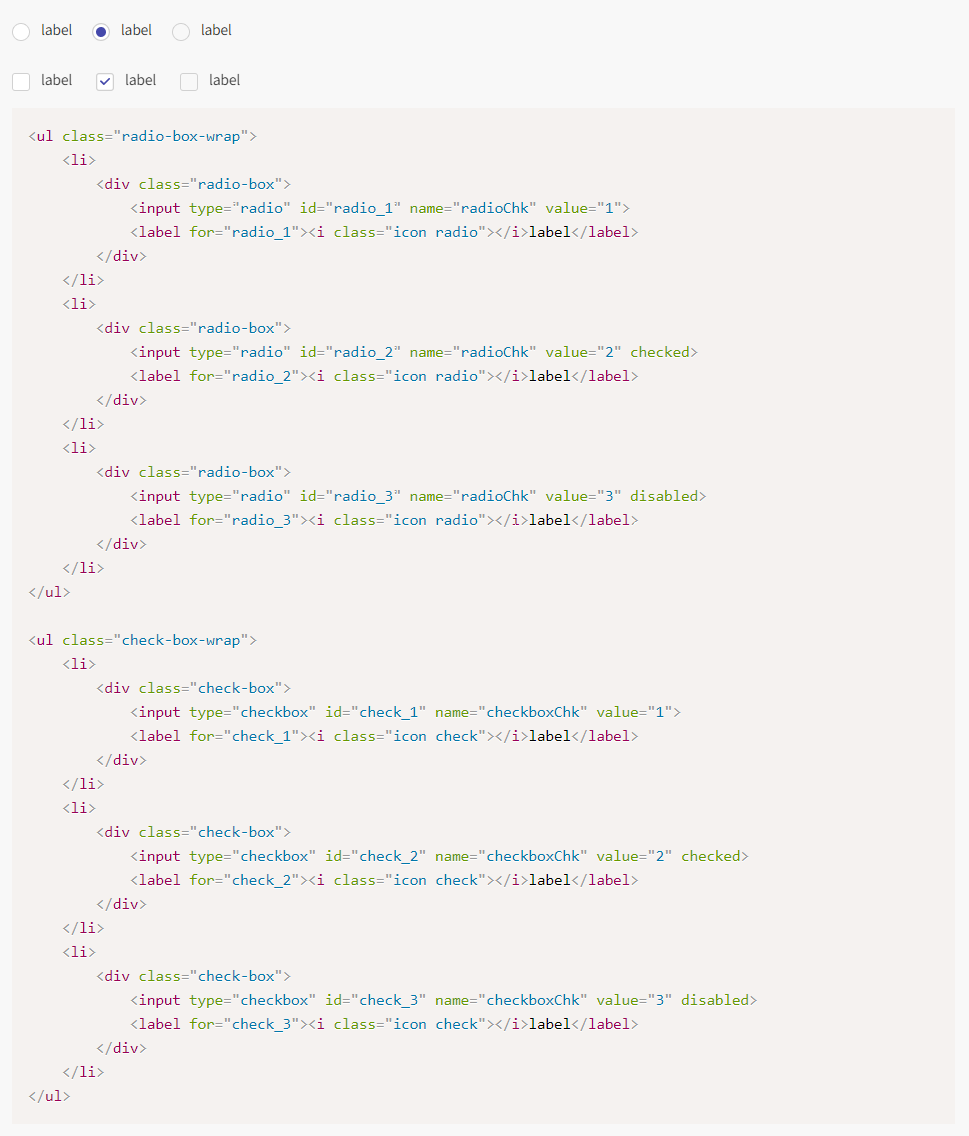 label label label
label label label
<ul class="radio-box-wrap">
    <li>
        <div class="radio-box">
            <input type="radio" id="radio_1" name="radioChk" value="1">
            <label for="radio_1"><i class="icon radio"></i>label</label>
        </div>
    </li>
    <li>
        <div class="radio-box">
            <input type="radio" id="radio_2" name="radioChk" value="2" checked>
            <label for="radio_2"><i class="icon radio"></i>label</label>
        </div>
    </li>
    <li>
        <div class="radio-box">
            <input type="radio" id="radio_3" name="radioChk" value="3" disabled>
            <label for="radio_3"><i class="icon radio"></i>label</label>
        </div>
    </li>
</ul>
<ul class="check-box-wrap">
    <li>
        <div class="check-box">
            <input type="checkbox" id="check_1" name="checkboxChk" value="1">
            <label for="check_1"><i class="icon check"></i>label</label>
        </div>
    </li>
    <li>
        <div class="check-box">
            <input type="checkbox" id="check_2" name="checkboxChk" value="2" checked>
            <label for="check_2"><i class="icon check"></i>label</label>
        </div>
    </li>
    <li>
        <div class="check-box">
            <input type="checkbox" id="check_3" name="checkboxChk" value="3" disabled>
            <label for="check_3"><i class="icon check"></i>label</label>
        </div>
    </li>
</ul>